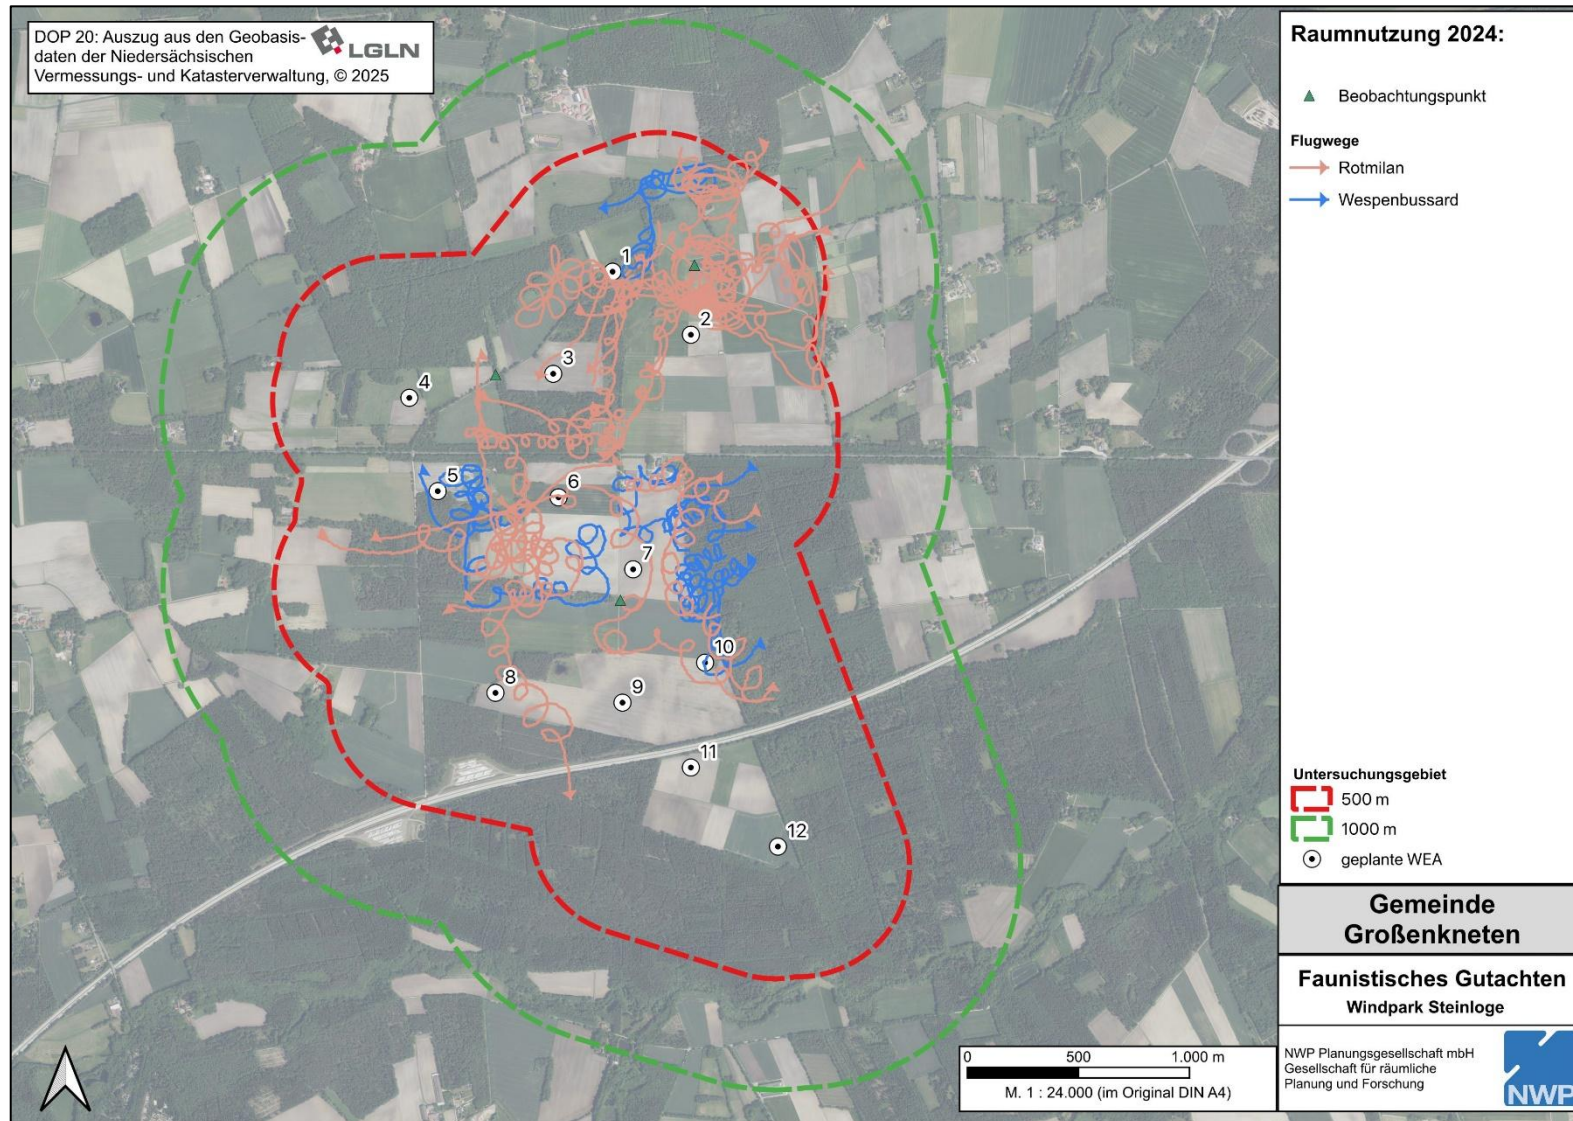 DOP 20: Auszug aus den Geobasis-
daten der Niedersächsischen
Vermessungs- und Katasterverwaltung, © 2025
LGLN
Raumnutzung 2024:
Beobachtungspunkt
Flugwege
Rotmilan
Wespenbussard
1
2
3
4
5
6
7
8
9
10
11
12
Untersuchungsgebiet
500 m
1000 m
geplante WEA
Gemeinde
Großenkneten
Faunistisches Gutachten
Windpark Steinloge
0 500 1.000 m
M. 1 : 24.000 (im Original DIN A4)
NWP Planungsgesellschaft mbH
Gesellschaft für räumliche
Planung und Forschung
NWP